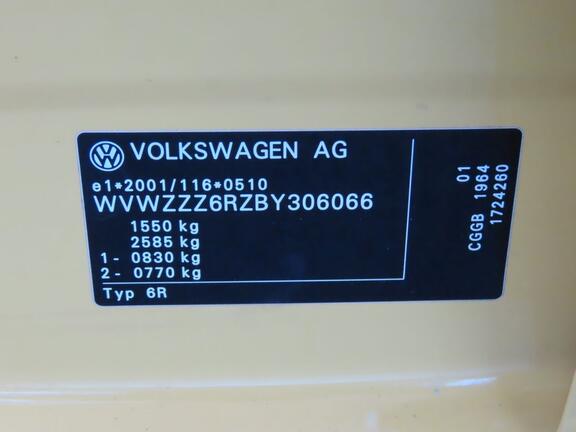 VOLKSWAGEN AG
e1*2001/116*0510
WVWZZZ6RZBY306066
1550 kg
2585 kg
1 - 0830 kg
2 - 0770 kg
Typ 6R
01
CGGB 1964
1724260